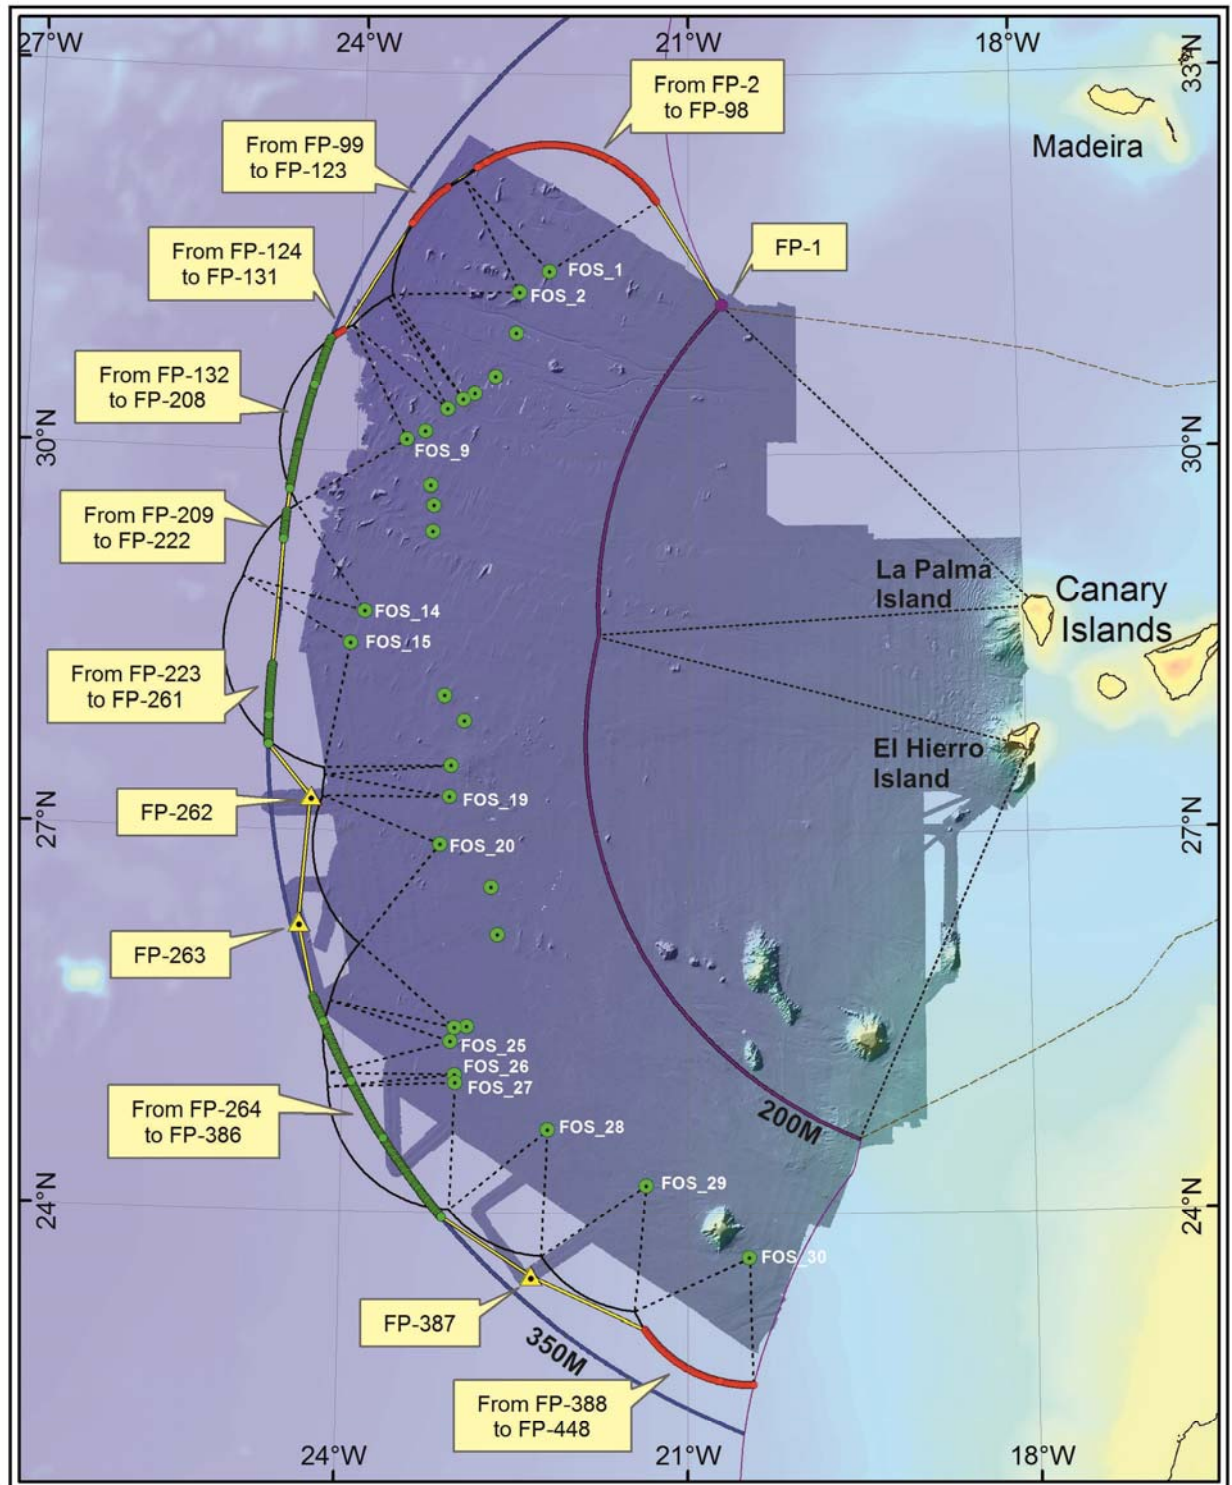 27°W
24°W
21°W
18°W
33°N
From FP-2
to FP-98
From FP-99
to FP-123
Madeira
From FP-124
to FP-131
FP-1
FOS_1
FOS_2
From FP-132
to FP-208
30°N
FOS_9
30°N
From FP-209
to FP-222
La Palma
Island
Canary
Islands
FOS_14
FOS_15
From FP-223
to FP-261
El Hierro
Island
FP-262
FOS_19
27°N
27°N
FOS_20
FP-263
FOS_25
FOS_26
FOS_27
From FP-264
to FP-386
200M
FOS_28
FOS_29
24°N
24°N
FOS_30
FP-387
350M
From FP-388
to FP-448
24°W
21°W
18°W